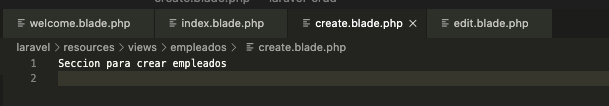 welcome.blade.php index.blade.php create.blade.php × edit.blade.php
laravel > resources > views > empleados > create.blade.php
1 Seccion para crear empleados
2